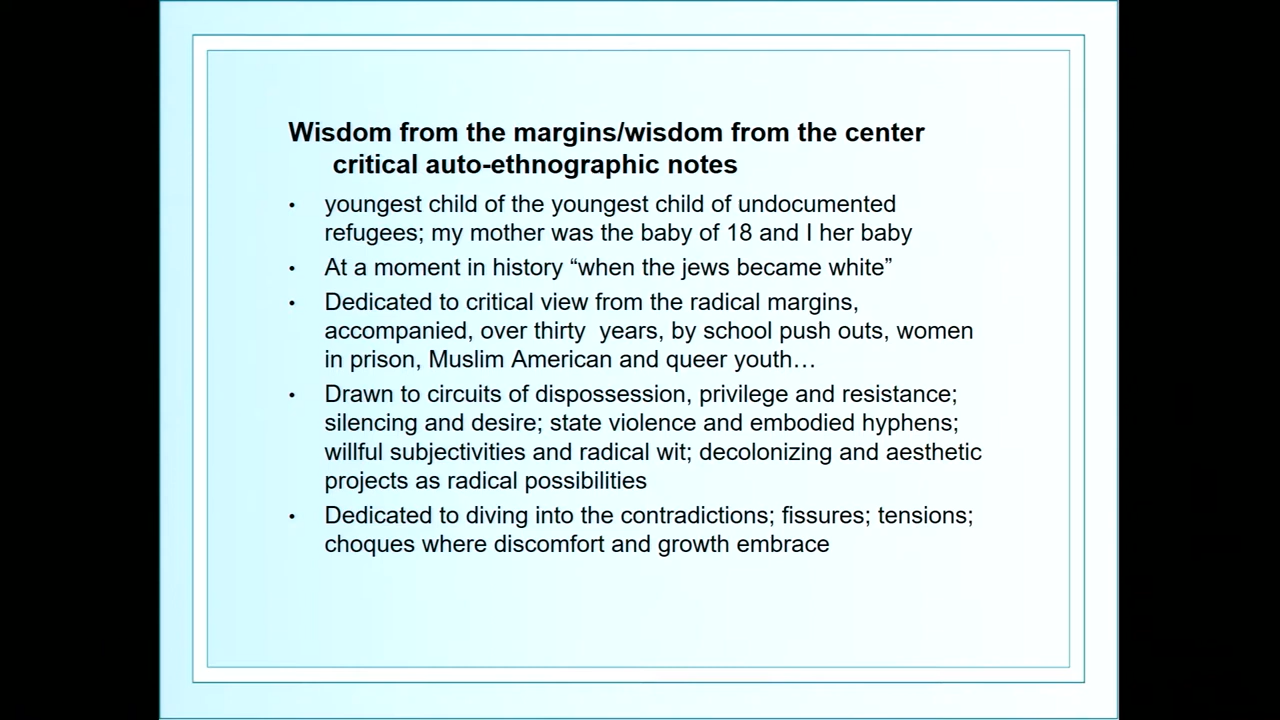 Wisdom from the margins/wisdom from the center
critical auto-ethnographic notes
• youngest child of the youngest child of undocumented
refugees; my mother was the baby of 18 and I her baby
• At a moment in history “when the jews became white”
• Dedicated to critical view from the radical margins,
accompanied, over thirty  years, by school push outs, women
in prison, Muslim American and queer youth…
• Drawn to circuits of dispossession, privilege and resistance;
silencing and desire; state violence and embodied hyphens;
willful subjectivities and radical wit; decolonizing and aesthetic
projects as radical possibilities
• Dedicated to diving into the contradictions; fissures; tensions;
choques where discomfort and growth embrace